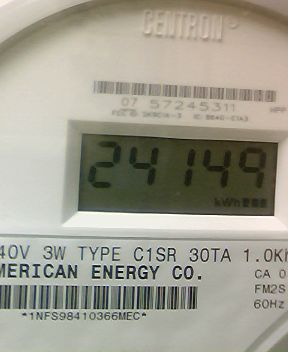 CENTRON
07 57245311
24149
kWh
40V 3W TYPE C1SR 30TA 1.0Kh
MERICAN ENERGY CO.
CA 0
FM2S
60Hz
*1NFS98410366MEC*